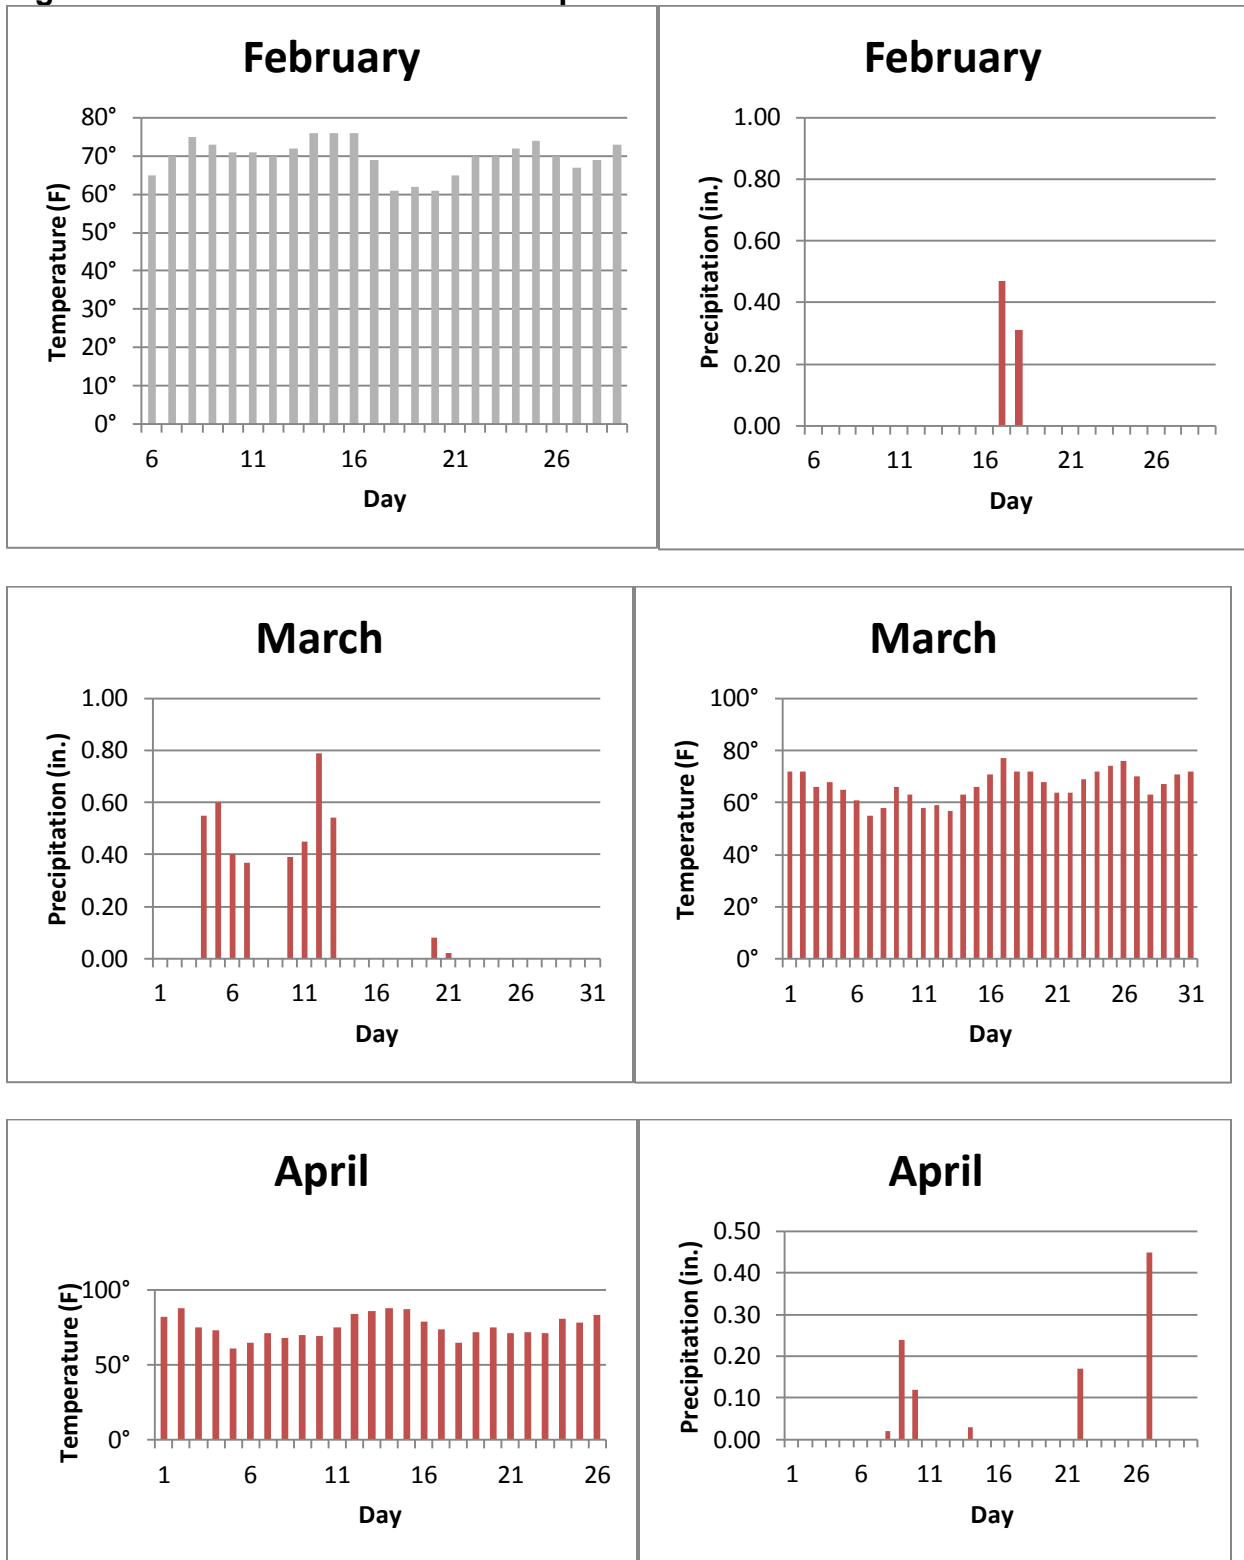 February
80°
70°
60°
50°
40°
30°
20°
10°
0°
Temperature (F)
6 11 16 21 26
Day
February
1.00
0.80
0.60
0.40
0.20
0.00
Precipitation (in.)
6 11 16 21 26
Day
March
1.00
0.80
0.60
0.40
0.20
0.00
Precipitation (in.)
1 6 11 16 21 26 31
Day
March
100°
80°
60°
40°
20°
0°
Temperature (F)
1 6 11 16 21 26 31
Day
April
100°
50°
0°
Temperature (F)
1 6 11 16 21 26
Day
April
0.50
0.40
0.30
0.20
0.10
0.00
Precipitation (in.)
1 6 11 16 21 26
Day